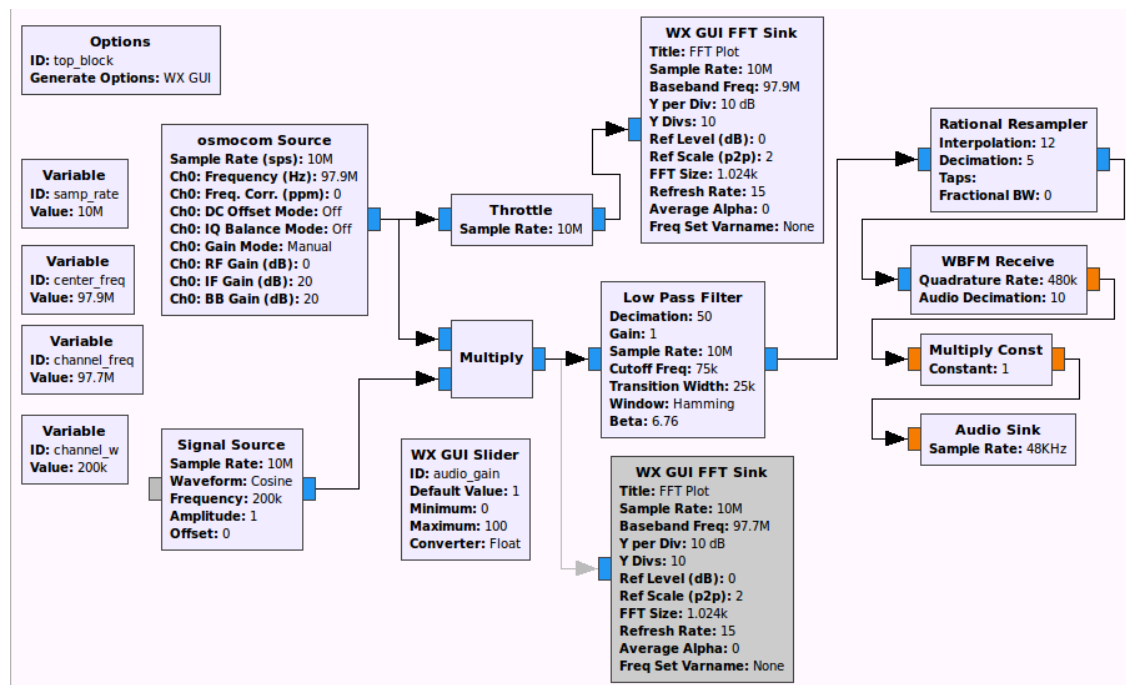 Options
ID: top_block
Generate Options: WX GUI
Variable
ID: samp_rate
Value: 10M
Variable
ID: center_freq
Value: 97.9M
Variable
ID: channel_freq
Value: 97.7M
Variable
ID: channel_w
Value: 200k
osmocom Source
Sample Rate (sps): 10M
Ch0: Frequency (Hz): 97.9M
Ch0: Freq. Corr. (ppm): 0
Ch0: DC Offset Mode: Off
Ch0: IQ Balance Mode: Off
Ch0: Gain Mode: Manual
Ch0: RF Gain (dB): 0
Ch0: IF Gain (dB): 20
Ch0: BB Gain (dB): 20
Signal Source
Sample Rate: 10M
Waveform: Cosine
Frequency: 200k
Amplitude: 1
Offset: 0
Throttle
Sample Rate: 10M
Multiply
WX GUI Slider
ID: audio_gain
Default Value: 1
Minimum: 0
Maximum: 100
Converter: Float
WX GUI FFT Sink
Title: FFT Plot
Sample Rate: 10M
Baseband Freq: 97.9M
Y per Div: 10 dB
Y Divs: 10
Ref Level (dB): 0
Ref Scale (p2p): 2
FFT Size: 1.024k
Refresh Rate: 15
Average Alpha: 0
Freq Set Varname: None
Low Pass Filter
Decimation: 50
Gain: 1
Sample Rate: 10M
Cutoff Freq: 75k
Transition Width: 25k
Window: Hamming
Beta: 6.76
WX GUI FFT Sink
Title: FFT Plot
Sample Rate: 10M
Baseband Freq: 97.7M
Y per Div: 10 dB
Y Divs: 10
Ref Level (dB): 0
Ref Scale (p2p): 2
FFT Size: 1.024k
Refresh Rate: 15
Average Alpha: 0
Freq Set Varname: None
Rational Resampler
Interpolation: 12
Decimation: 5
Taps:
Fractional BW: 0
WBFM Receive
Quadrature Rate: 480k
Audio Decimation: 10
Multiply Const
Constant: 1
Audio Sink
Sample Rate: 48KHz